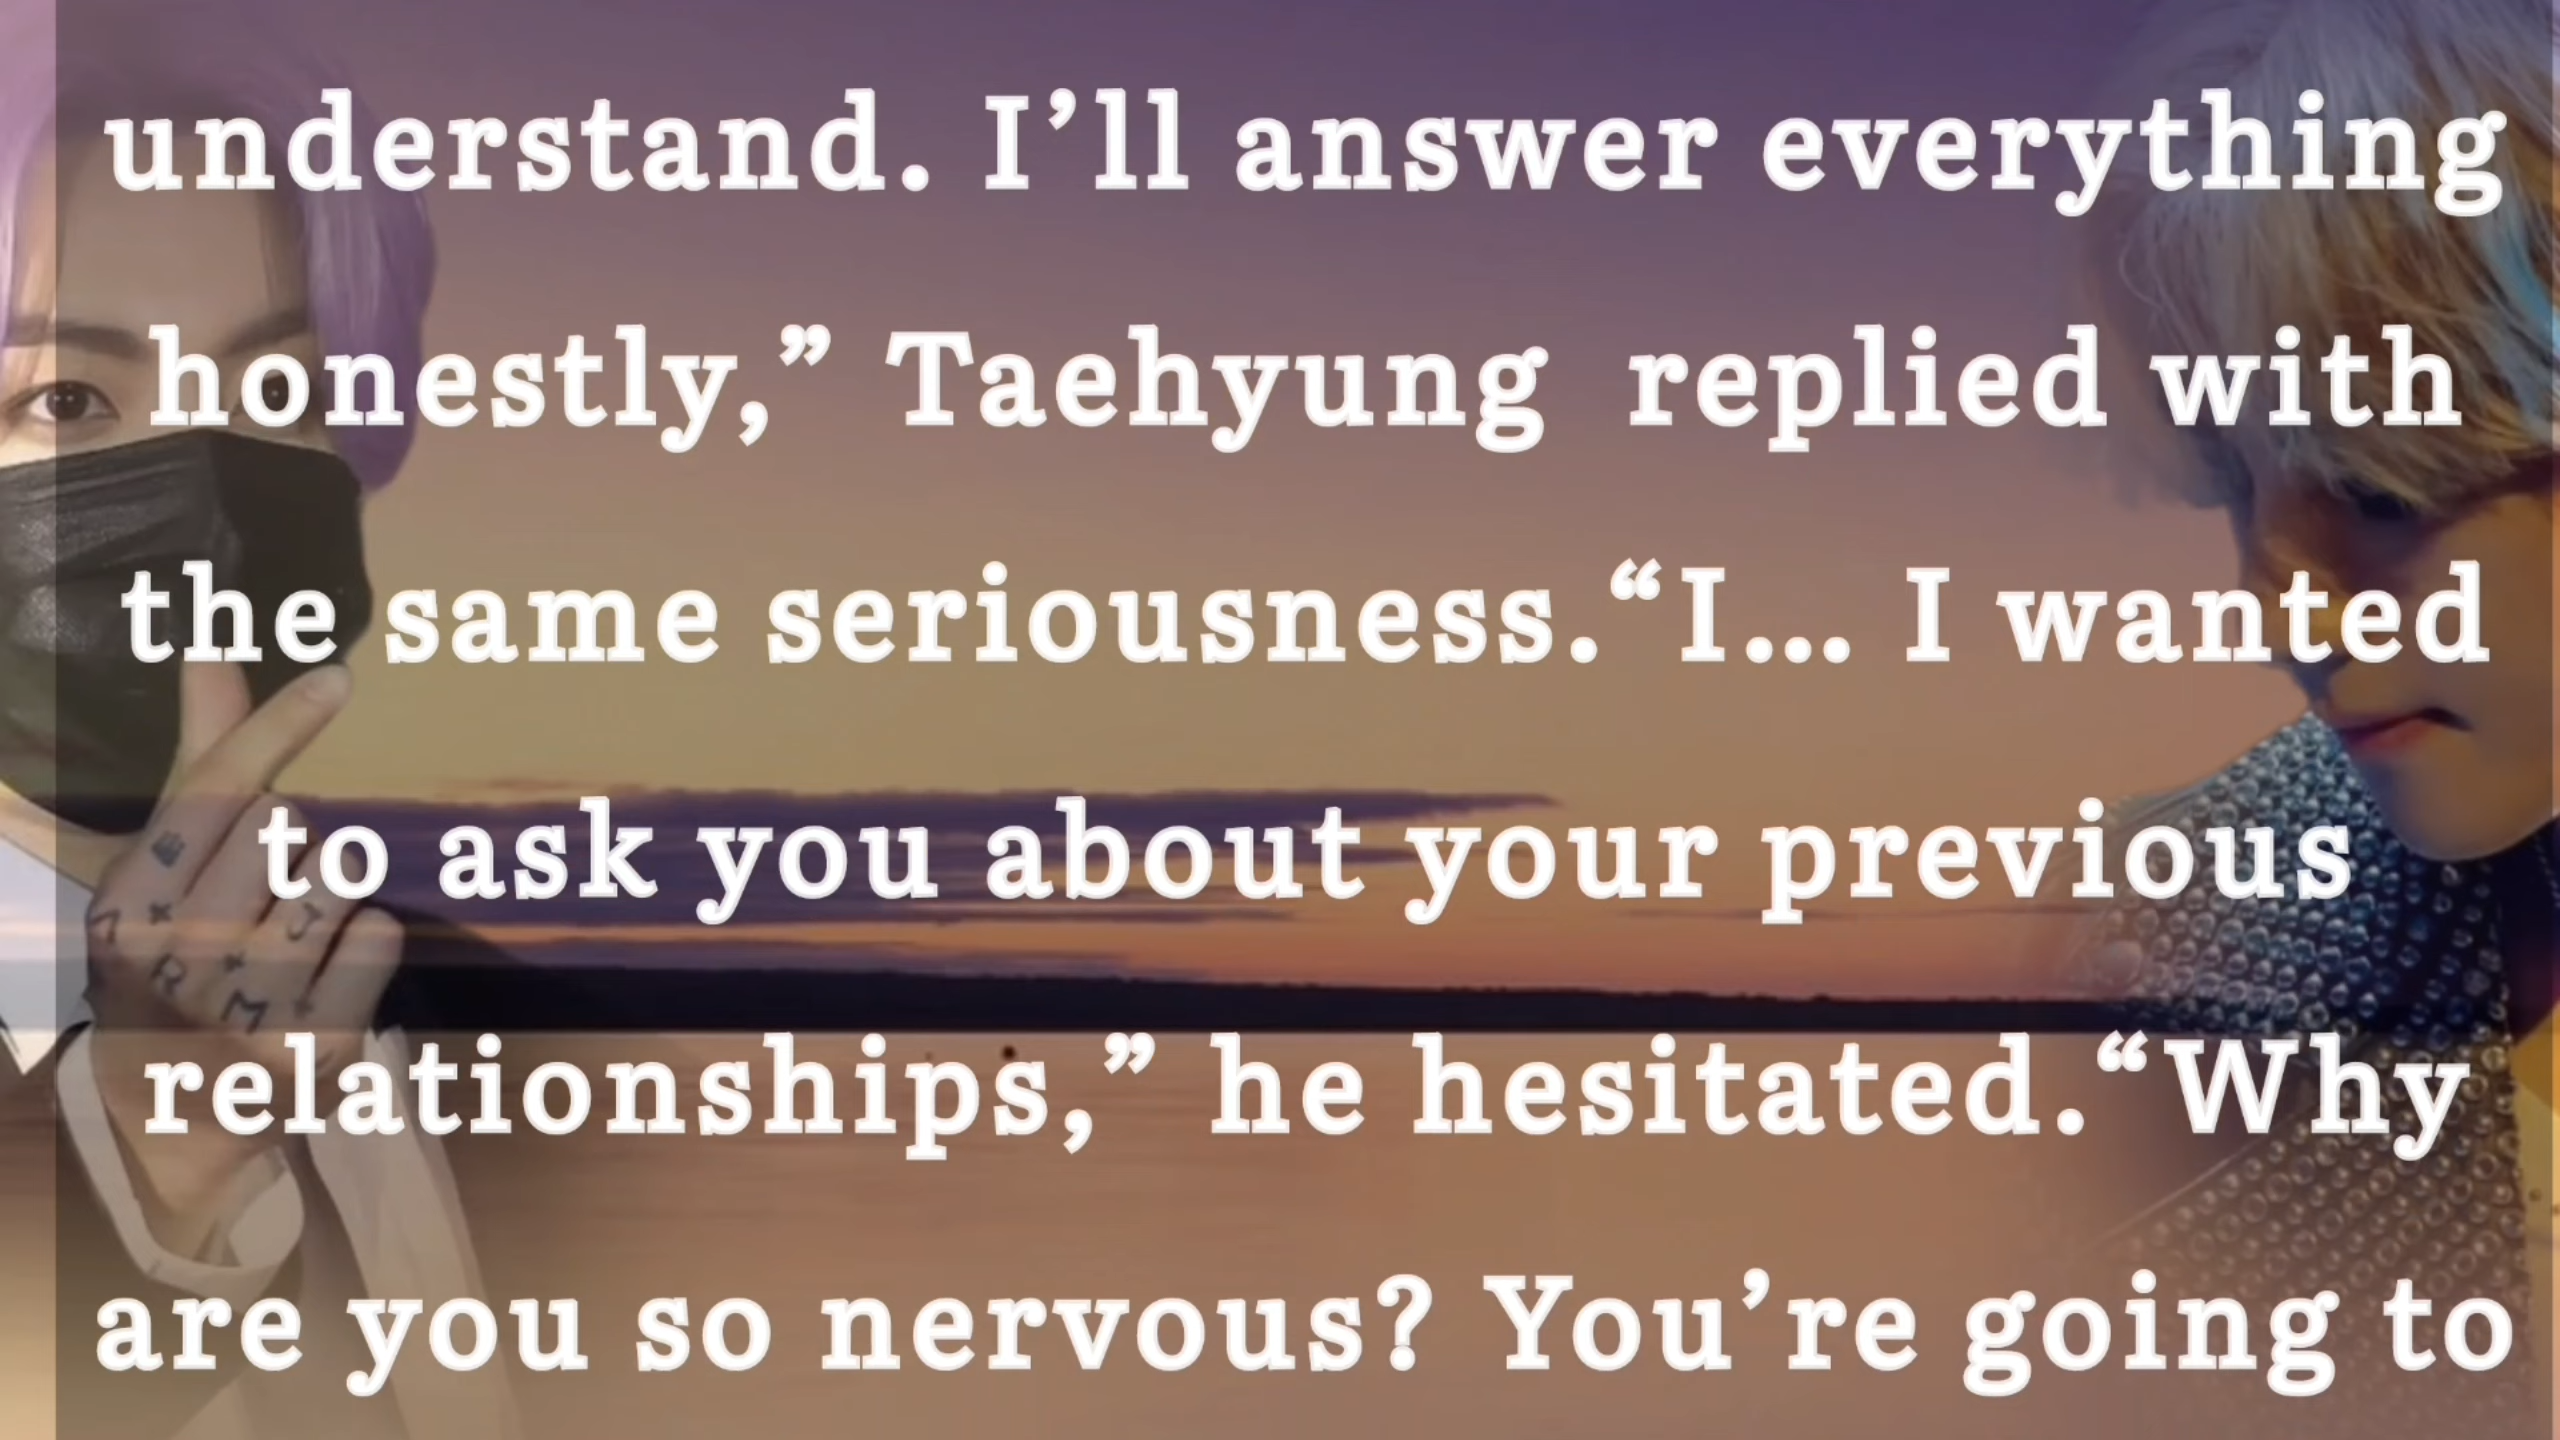 understand. I’ll answer everything
honestly,” Taehyung  replied with
the same seriousness. “I... I wanted
to ask you about your previous
relationships,” he hesitated. “Why
are you so nervous? You’re going to